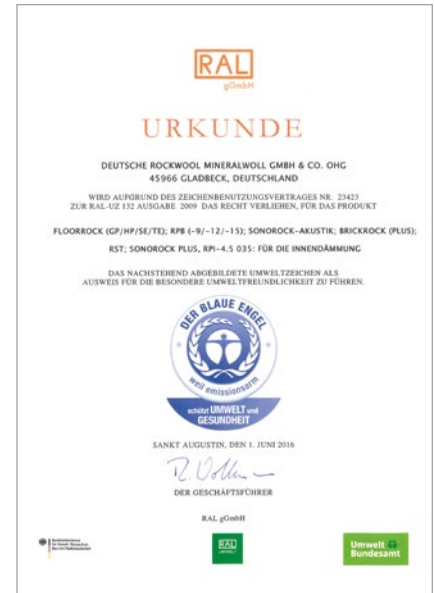 RAL
gGmbH
URKUNDE
DEUTSCHE ROCKWOOL MINERALWOLL GMBH & CO. OHG
45966 GLADBECK, DEUTSCHLAND
WIRD AUFGRUND DES ZEICHENBENUTZUNGSVERTRAGES NR. 23423
ZUR RAL-UZ 132 AUSGABE 2009 DAS RECHT VERLIEHEN, FÜR DAS PRODUKT
FLOORROCK (GP/HP/SE/TE); RPB (-9/-12/-15); SONOROCK-AKUSTIK; BRICKROCK (PLUS);
RST; SONOROCK PLUS, RPI-4.5 035: FÜR DIE INNENDÄMMUNG
DAS NACHSTEHEND ABGEBILDETE UMWELTZEICHEN ALS
AUSWEIS FÜR DIE BESONDERE UMWELTFREUNDLICHKEIT ZU FÜHREN.
DER BLAUE ENGEL
weil emissionsarm
schützt UMWELT und
GESUNDHEIT
SANKT AUGUSTIN, DEN 1. JUNI 2016
DER GESCHÄFTSFÜHRER
RAL gGmbH
RAL
UMWELT
Umwelt
Bundesamt